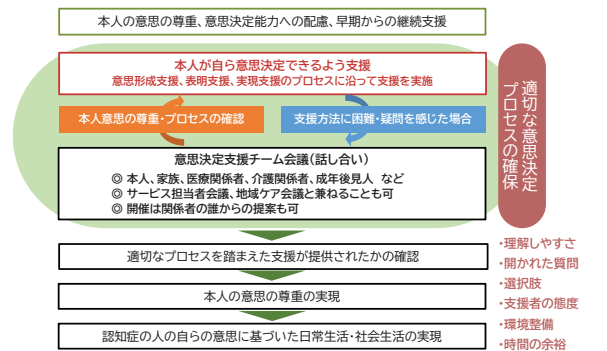 本人の意思の尊重、意思決定能力への配慮、早期からの継続支援
本人が自ら意思決定できるよう支援
意思形成支援、表明支援、実現支援のプロセスに沿って支援を実施
本人意思の尊重・プロセスの確認
支援方法に困難・疑問を感じた場合
意思決定支援チーム会議(話し合い)
◎ 本人、家族、医療関係者、介護関係者、成年後見人 など
◎ サービス担当者会議、地域ケア会議と兼ねることも可
◎ 開催は関係者の誰からの提案も可
適切なプロセスを踏まえた支援が提供されたかの確認
本人の意思の尊重の実現
認知症の人の自らの意思に基づいた日常生活・社会生活の実現
適切な意思決定
プロセスの確保
・理解しやすさ
・開かれた質問
・選択肢
・支援者の態度
・環境整備
・時間の余裕